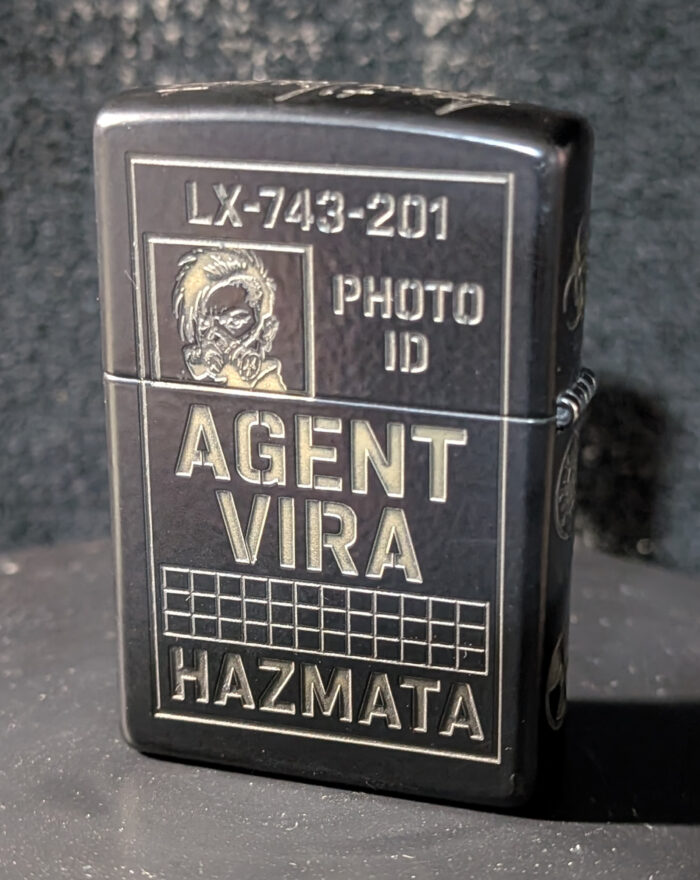 LX-743-201
PHOTO
ID
AGENT
VIRA
HAZMATA